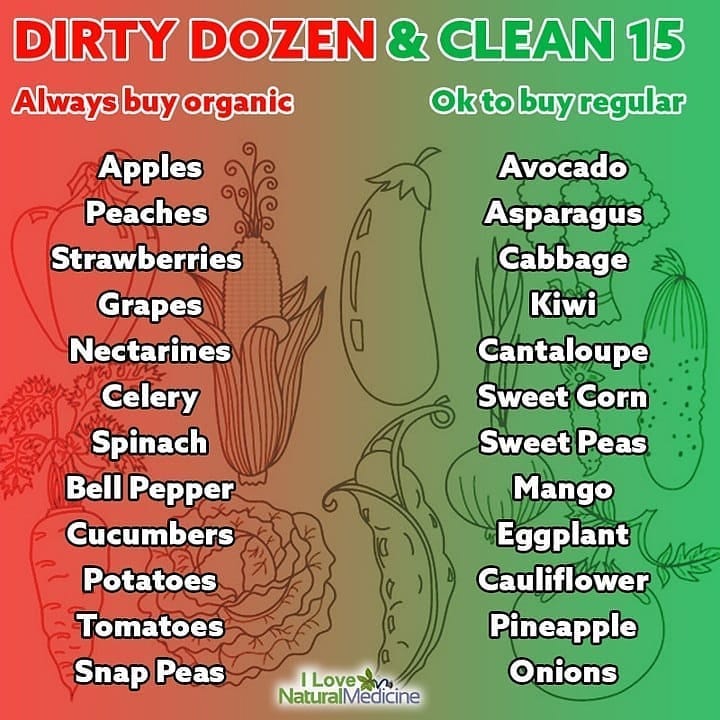 DIRTY DOZEN & CLEAN 15
Always buy organic
Ok to buy regular
Apples
Peaches
Strawberries
Grapes
Nectarines
Celery
Spinach
Bell Pepper
Cucumbers
Potatoes
Tomatoes
Snap Peas
Avocado
Asparagus
Cabbage
Kiwi
Cantaloupe
Sweet Corn
Sweet Peas
Mango
Eggplant
Cauliflower
Pineapple
Onions
I Love
NaturalMedicine